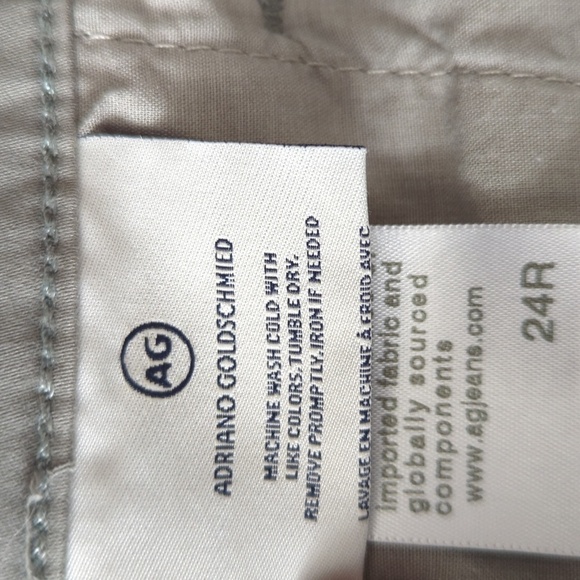 AG
ADRIANO GOLDSCHMIED
MACHINE WASH COLD WITH
LIKE COLORS.TUMBLE DRY.
REMOVE PROMPTLY.IRON IF NEEDED
LAVAGE EN MACHINE À FROID AVEC
imported fabric and
globally sourced
components
www.agjeans.com
24R